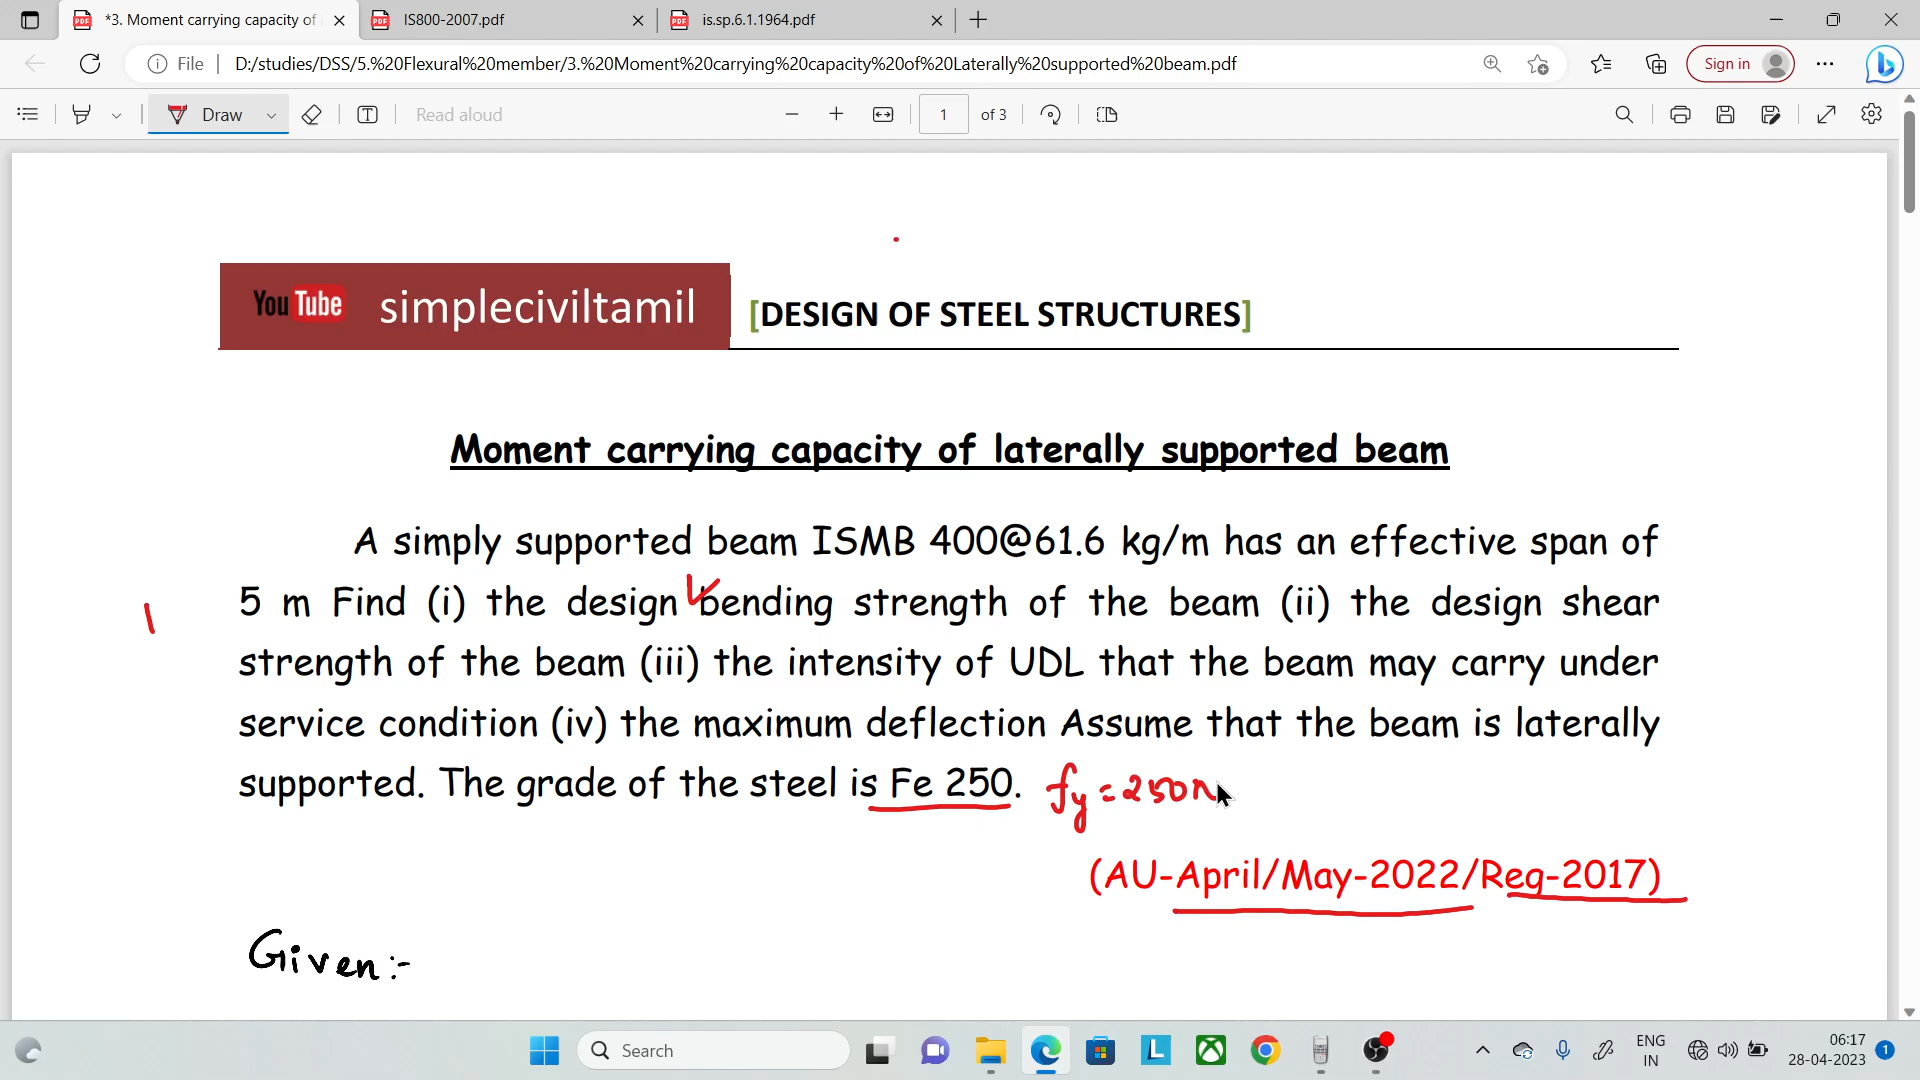 *3. Moment carrying capacity of
IS800-2007.pdf
is.sp.6.1.1964.pdf
File
D:/studies/DSS/5.%20Flexural%20member/3.%20Moment%20carrying%20capacity%20of%20Laterally%20supported%20beam.pdf
Sign in
Draw
Read aloud
1 of 3
YouTube simpleciviltamil [DESIGN OF STEEL STRUCTURES]
Moment carrying capacity of laterally supported beam
A simply supported beam ISMB 400@61.6 kg/m has an effective span of
5 m Find (i) the design bending strength of the beam (ii) the design shear
strength of the beam (iii) the intensity of UDL that the beam may carry under
service condition (iv) the maximum deflection Assume that the beam is laterally
supported. The grade of the steel is Fe 250. fy = 250N
(AU-April/May-2022/Reg-2017)
Given :-
Search
ENG
IN
06:17
28-04-2023
1